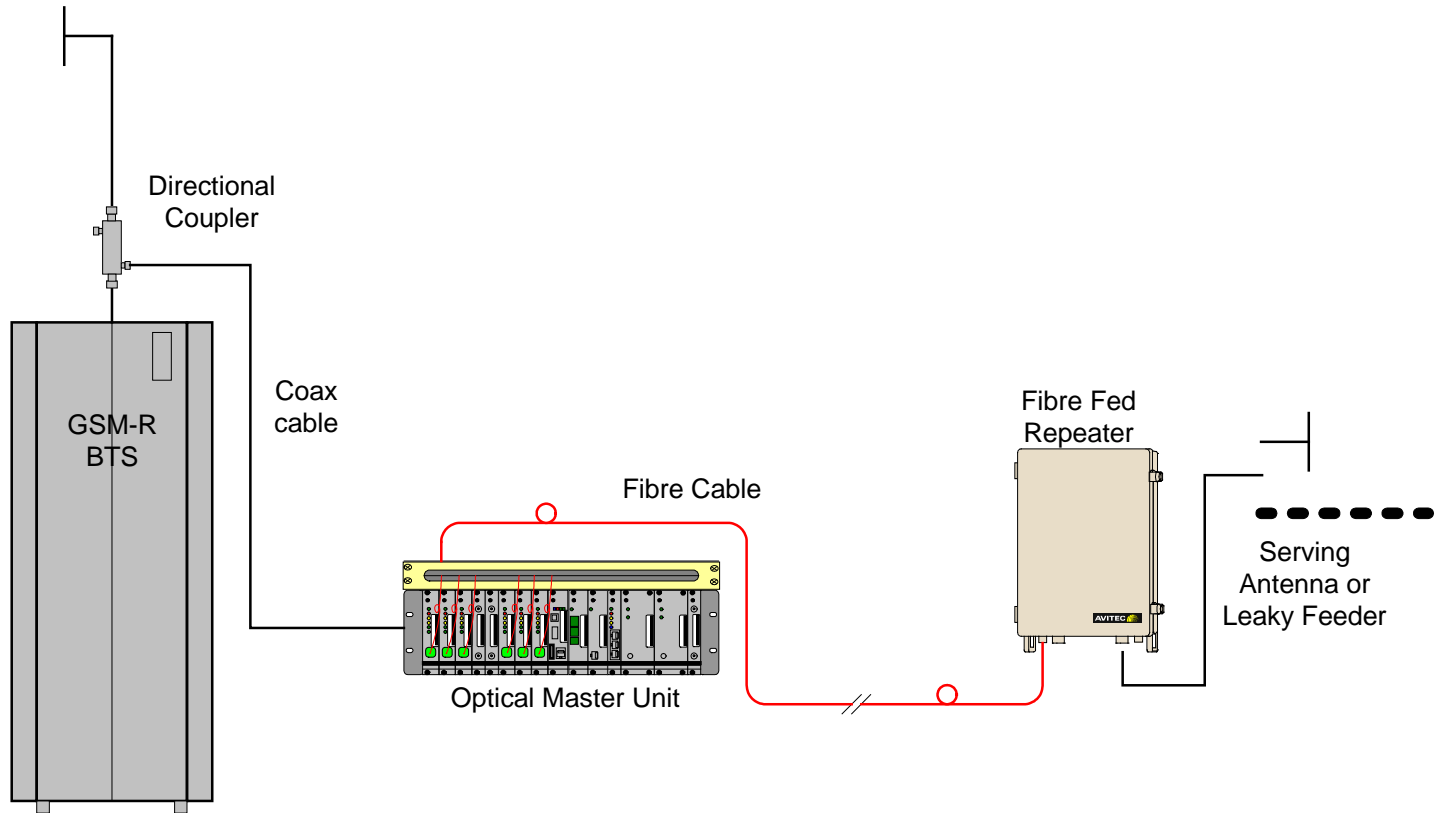 Directional
Coupler
GSM-R
BTS
Coax
cable
Fibre Cable
Optical Master Unit
Fibre Fed
Repeater
AVITEC
Serving
Antenna or
Leaky Feeder